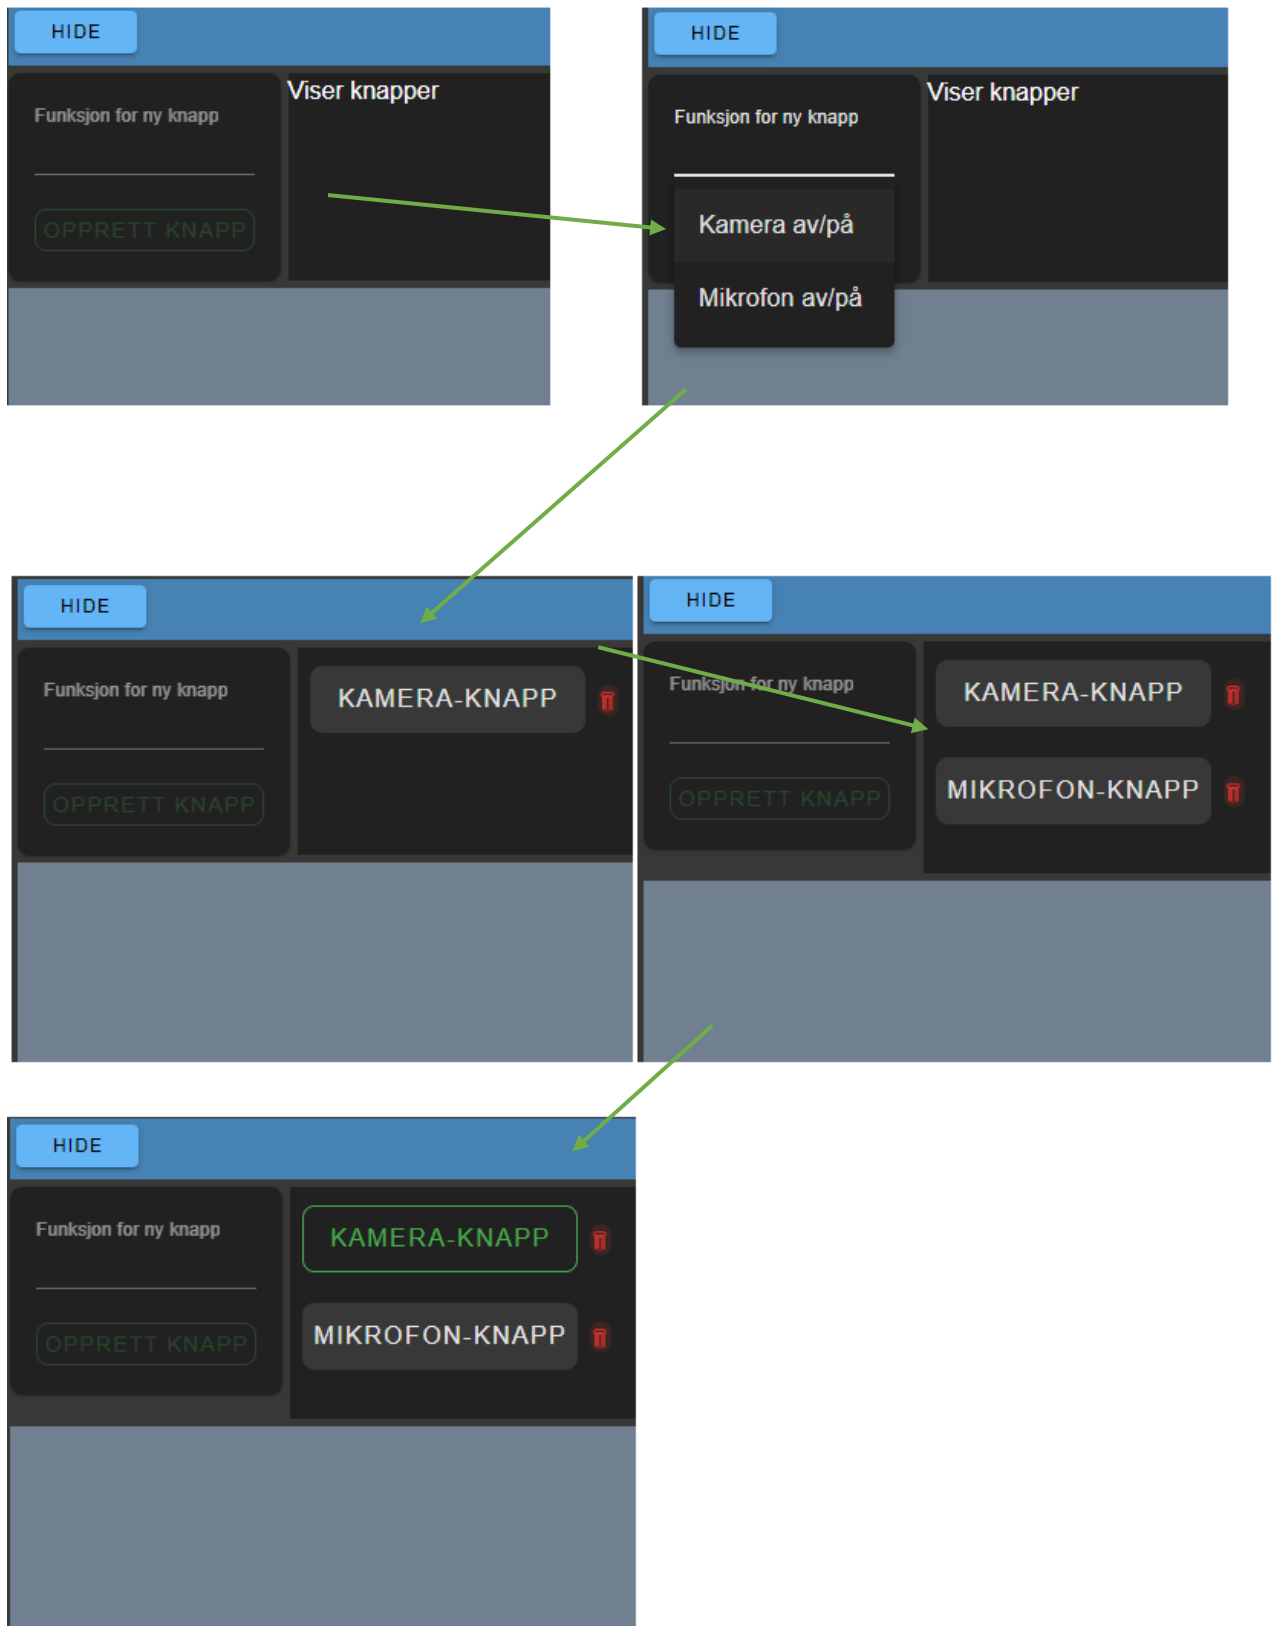 HIDE
Funksjon for ny knapp
OPPRETT KNAPP
Viser knapper
HIDE
Funksjon for ny knapp
Kamera av/på
Mikrofon av/på
Viser knapper
HIDE
Funksjon for ny knapp
OPPRETT KNAPP
KAMERA-KNAPP
HIDE
Funksjon for ny knapp
OPPRETT KNAPP
KAMERA-KNAPP
MIKROFON-KNAPP
HIDE
Funksjon for ny knapp
OPPRETT KNAPP
KAMERA-KNAPP
MIKROFON-KNAPP